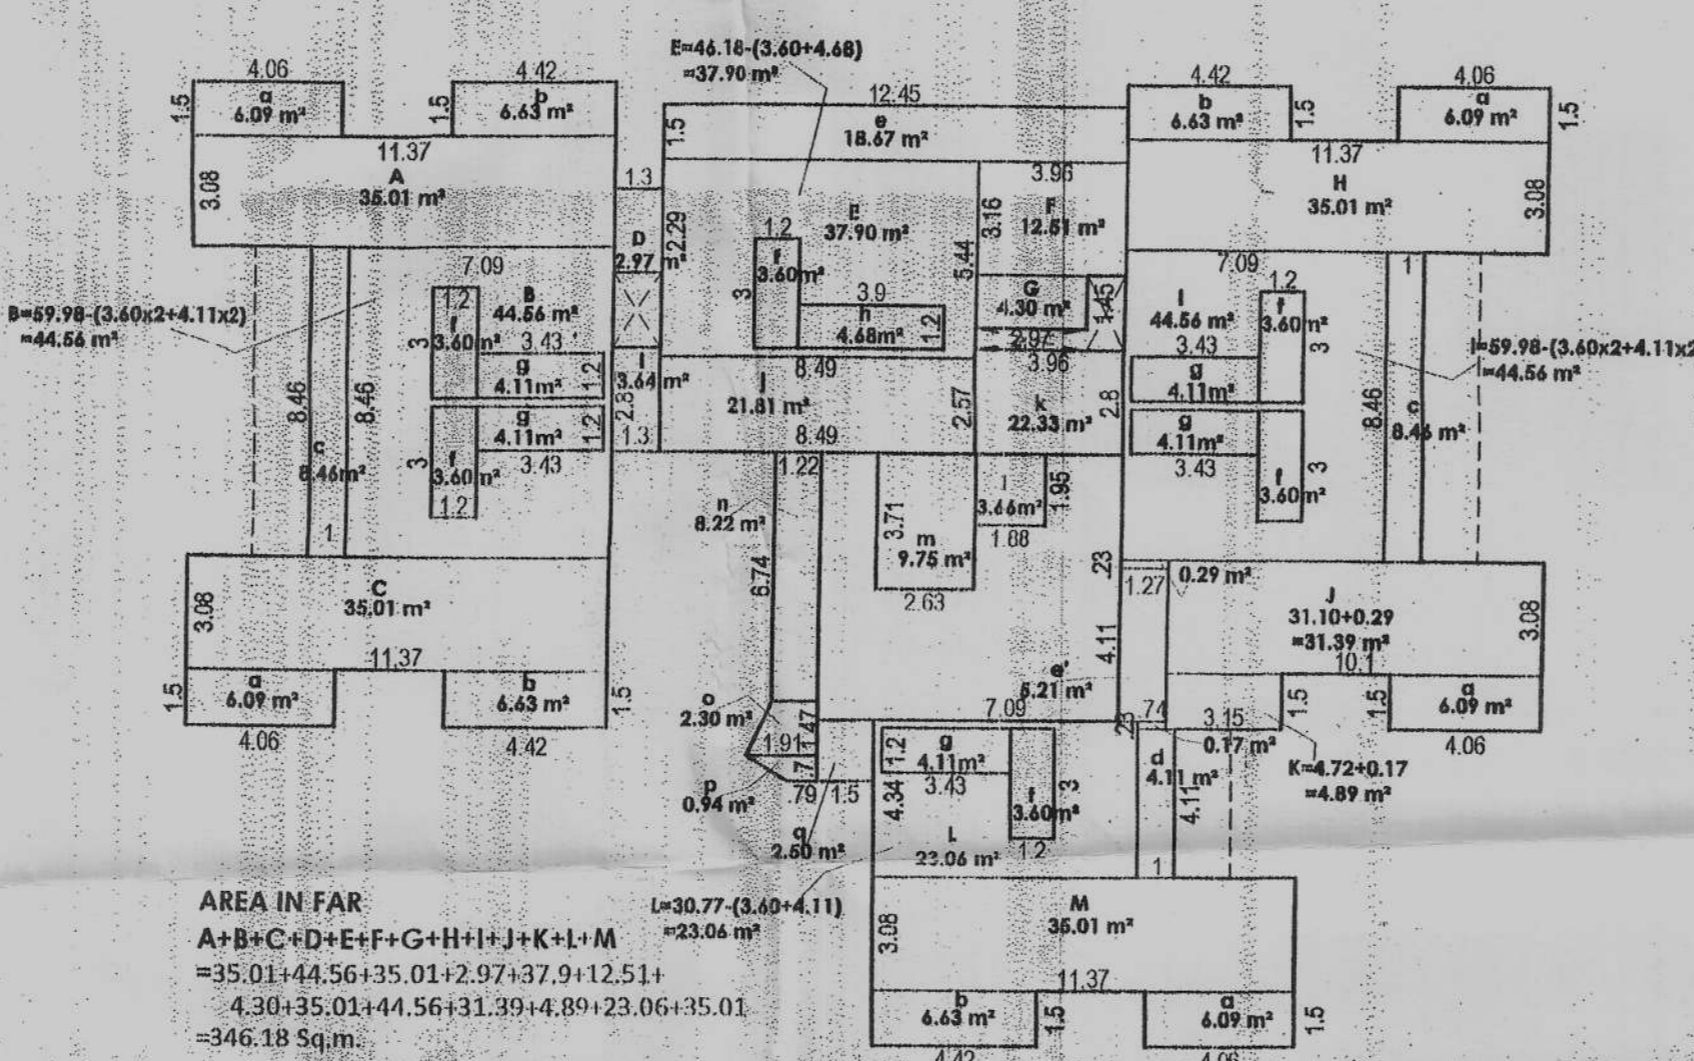 E=46.18-(3.60+4.68)
=37.90 m²
4.06
4.42
12.45
4.42
4.06
1.5
a
6.09 m²
1.5
b
6.63 m²
1.5
e
18.67 m²
b
6.63 m²
1.5
a
6.09 m²
1.5
11.37
A
35.01 m²
3.08
1.3
3.96
11.37
H
35.01 m²
3.08
D
2.97 m²
2.29
E
37.90 m²
1.2
f
3.60m²
3
5.44
3.16
F
12.51 m²
7.09
7.09
1
B=59.98-(3.60x2+4.11x2)
=44.56 m²
1.2
B
44.56 m²
f
3.60m²
3
3.43
g
4.11m²
1.2
3.9
h
4.68m²
1.2
G
4.30 m²
1.45
2.97
3.96
I
44.56 m²
1.2
f
3.60m²
3
3.43
g
4.11m²
I=59.98-(3.60x2+4.11x2
=44.56 m²
8.46
8.46
c
8.46m²
1
g
4.11m²
1.2
3.43
3
f
3.60m²
1.2
I
3.64 m²
2.8
1.3
8.49
j
21.81 m²
8.49
2.57
k
22.33 m²
2.8
g
4.11m²
3.43
3
f
3.60m²
8.46
c
8.46 m²
1.22
n
8.22 m²
6.74
3.71
m
9.75 m²
2.63
l
3.66m²
1.95
1.88
C
35.01 m²
3.08
11.37
.23
1.27
0.29 m²
J
31.10+0.29
=31.39 m²
10.1
3.08
4.11
1.5
a
6.09 m²
4.06
b
6.63 m²
4.42
1.5
o
2.30 m²
1.47
1.91
.7
e'
5.21 m²
7.09
.23
.74
3.15
1.5
1.5
a
6.09 m²
4.06
0.17 m²
K=4.72+0.17
=4.89 m²
p
0.94 m²
.79
1.5
q
2.50 m²
1.2
g
4.11m²
3.43
4.34
f
3.60m²
3
1.2
d
4.11 m²
4.11
1
L
23.06 m²
L=30.77-(3.60+4.11)
=23.06 m²
M
35.01 m²
3.08
11.37
b
6.63 m²
1.5
a
6.09 m²
1.5
4.42
4.06
AREA IN FAR
A+B+C+D+E+F+G+H+I+J+K+L+M
=35.01+44.56+35.01+2.97+37.9+12.51+
4.30+35.01+44.56+31.39+4.89+23.06+35.01
=346.18 Sq.m.